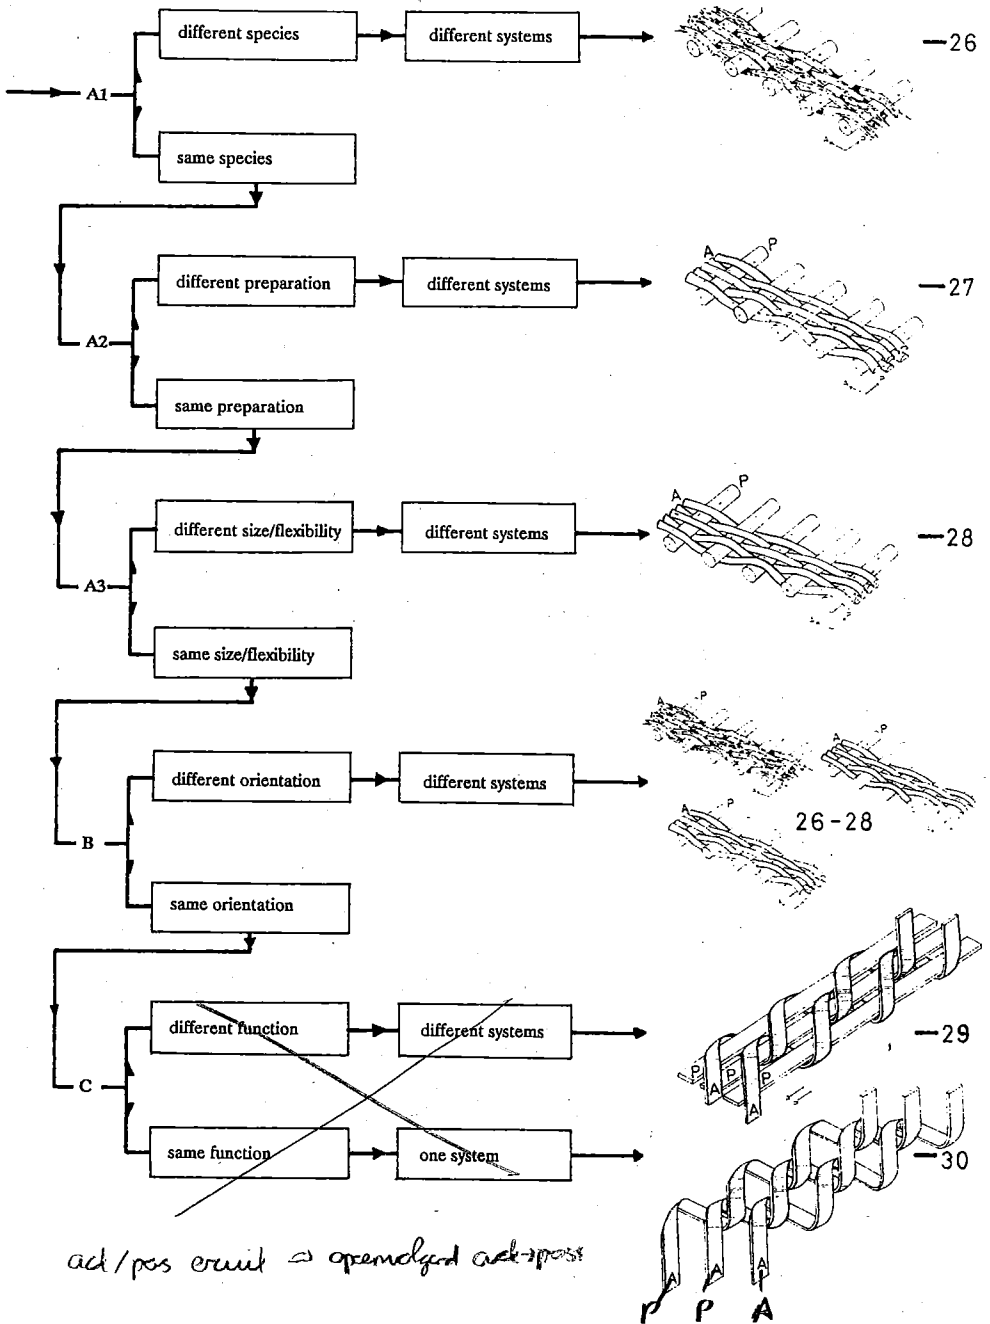 different species
different systems
—26
A1
same species
A P
different preparation
different systems
—27
A2
same preparation
A P
different size/flexibility
different systems
—28
A3
same size/flexibility
A P
A P
different orientation
different systems
A P
26-28
B
same orientation
different function
different systems
—29
P P P
A
A
C
same function
one system
—30
act/pas
A A A
P P A